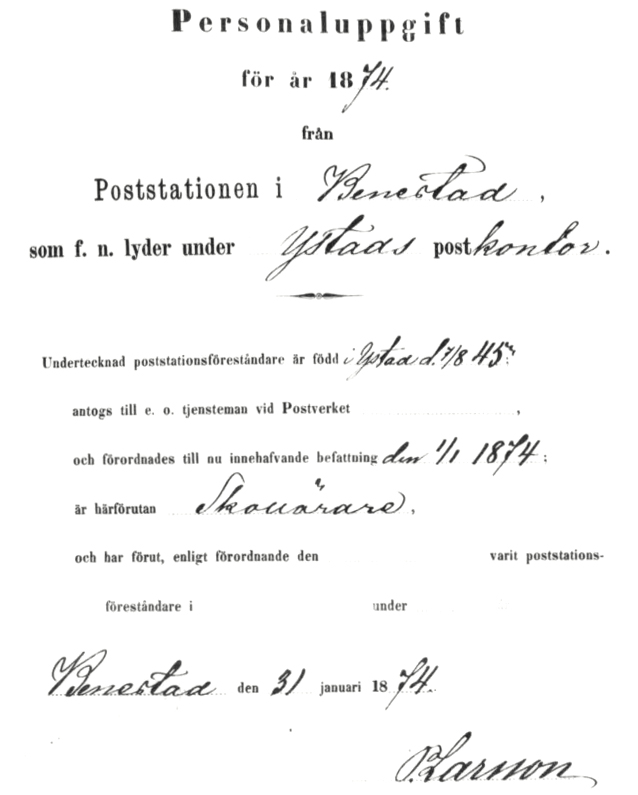 Personaluppgift
för år 1874.
från
Poststationen i Benestad,
som f. n. lyder under Ystads postkontor.
Undertecknad poststationsföreståndare är född i Ystad d. 7/8 45:
antogs till e. o. tjensteman vid Postverket ,
och förordnades till nu innehafvande befattning den 1/1 1874:
är härförutan Skollärare,
och har förut, enligt förordnande den varit poststations-
föreståndare i under
Benestad den 31 januari 1874.
P. Larsson